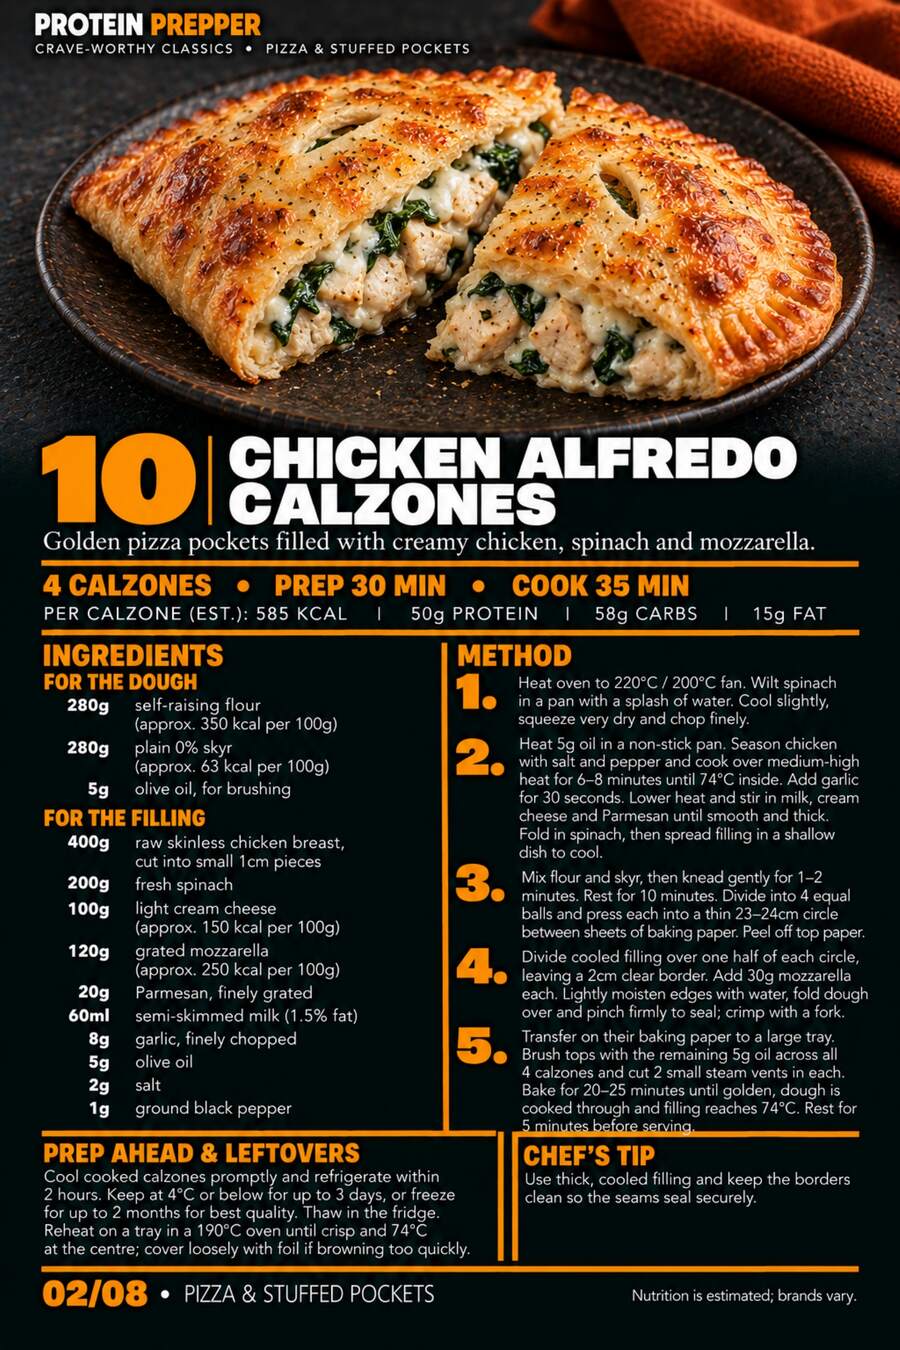 PROTEIN PREPPER
CRAVE-WORTHY CLASSICS • PIZZA & STUFFED POCKETS
10
CHICKEN ALFREDO
CALZONES
Golden pizza pockets filled with creamy chicken, spinach and mozzarella.
4 CALZONES • PREP 30 MIN • COOK 35 MIN
PER CALZONE (EST.): 585 KCAL | 50g PROTEIN | 58g CARBS | 15g FAT
INGREDIENTS
FOR THE DOUGH
280g self-raising flour
(approx. 350 kcal per 100g)
280g plain 0% skyr
(approx. 63 kcal per 100g)
5g olive oil, for brushing
FOR THE FILLING
400g raw skinless chicken breast,
cut into small 1cm pieces
200g fresh spinach
100g light cream cheese
(approx. 150 kcal per 100g)
120g grated mozzarella
(approx. 250 kcal per 100g)
20g Parmesan, finely grated
60ml semi-skimmed milk (1.5% fat)
8g garlic, finely chopped
5g olive oil
2g salt
1g ground black pepper
METHOD
1. Heat oven to 220°C / 200°C fan. Wilt spinach
in a pan with a splash of water. Cool slightly,
squeeze very dry and chop finely.
2. Heat 5g oil in a non-stick pan. Season chicken
with salt and pepper and cook over medium-high
heat for 6–8 minutes until 74°C inside. Add garlic
for 30 seconds. Lower heat and stir in milk, cream
cheese and Parmesan until smooth and thick.
Fold in spinach, then spread filling in a shallow
dish to cool.
3. Mix flour and skyr, then knead gently for 1–2
minutes. Rest for 10 minutes. Divide into 4 equal
balls and press each into a thin 23–24cm circle
between sheets of baking paper. Peel off top paper.
4. Divide cooled filling over one half of each circle,
leaving a 2cm clear border. Add 30g mozzarella
each. Lightly moisten edges with water, fold dough
over and pinch firmly to seal; crimp with a fork.
5. Transfer on their baking paper to a large tray.
Brush tops with the remaining 5g oil across all
4 calzones and cut 2 small steam vents in each.
Bake for 20–25 minutes until golden, dough is
cooked through and filling reaches 74°C. Rest for
5 minutes before serving.
PREP AHEAD & LEFTOVERS
Cool cooked calzones promptly and refrigerate within
2 hours. Keep at 4°C or below for up to 3 days, or freeze
for up to 2 months for best quality. Thaw in the fridge.
Reheat on a tray in a 190°C oven until crisp and 74°C
at the centre; cover loosely with foil if browning too quickly.
CHEF'S TIP
Use thick, cooled filling and keep the borders
clean so the seams seal securely.
02/08 • PIZZA & STUFFED POCKETS
Nutrition is estimated; brands vary.